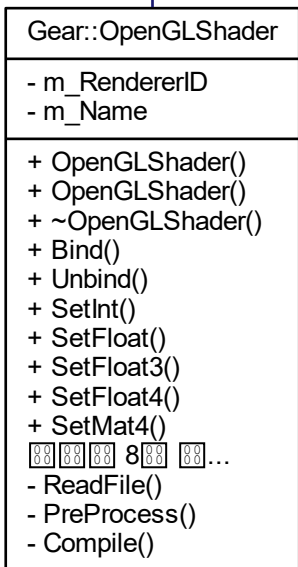 Gear::OpenGLShader
- m_RendererID
- m_Name
+ OpenGLShader()
+ OpenGLShader()
+ ~OpenGLShader()
+ Bind()
+ Unbind()
+ SetInt()
+ SetFloat()
+ SetFloat3()
+ SetFloat4()
+ SetMat4()
8 ...
- ReadFile()
- PreProcess()
- Compile()